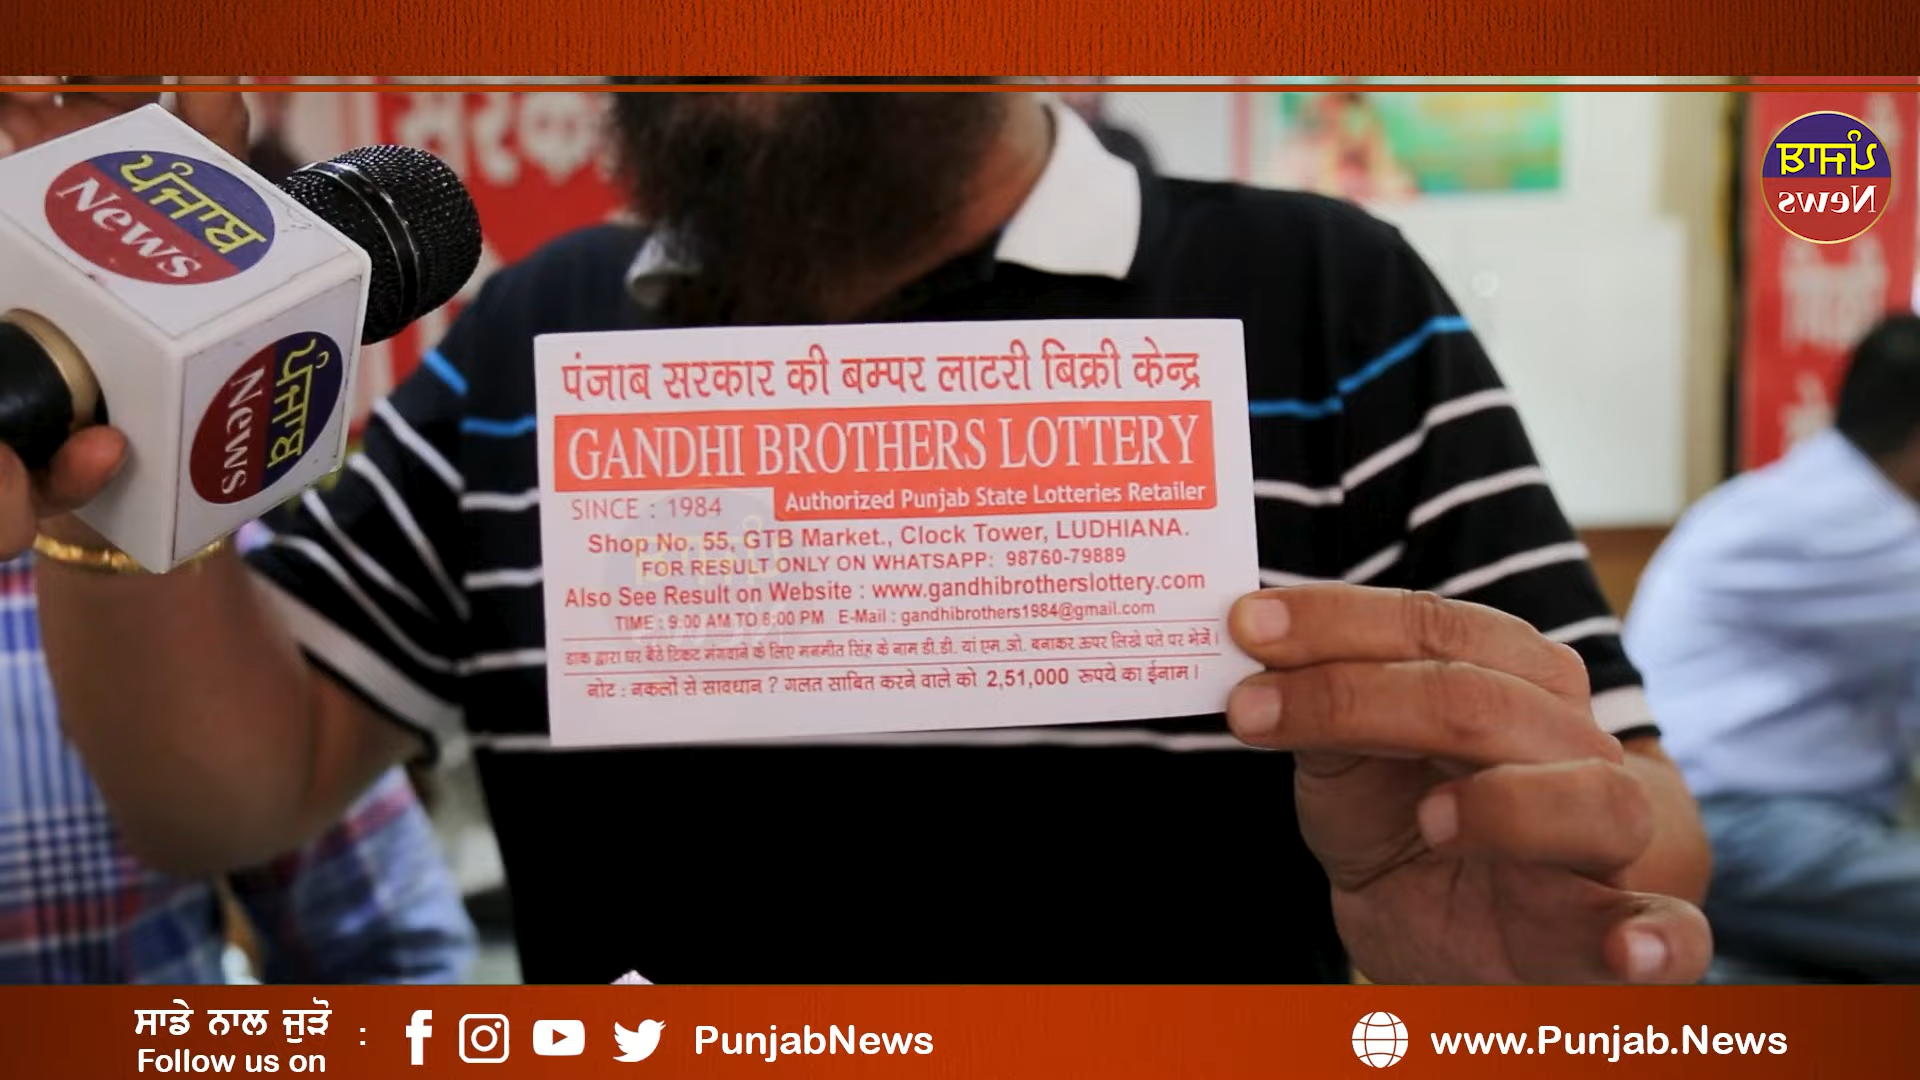 सरका
ਪੰਜਾਬ
News
ਪੰਜਾਬ
News
ਪੰਜਾਬ
News
पंजाब सरकार की बम्पर लाटरी बिक्री केन्द्र
GANDHI BROTHERS LOTTERY
SINCE : 1984
Authorized Punjab State Lotteries Retailer
Shop No. 55, GTB Market., Clock Tower, LUDHIANA.
FOR RESULT ONLY ON WHATSAPP: 98760-79889
Also See Result on Website : www.gandhibrotherslottery.com
TIME : 9:00 AM TO 8:00 PM E-Mail : gandhibrothers1984@gmail.com
डाक द्वारा घर बैठे टिकट मंगवाने के लिए मनमीत सिंह के नाम डी.डी. यां एम.ओ. बनाकर ऊपर लिखे पते पर भेजें।
नोट : नकलों से सावधान ? गलत साबित करने वाले को 2,51,000 रूपये का ईनाम।
ਸਾਡੇ ਨਾਲ ਜੁੜੋ :
Follow us on
PunjabNews
www.Punjab.News